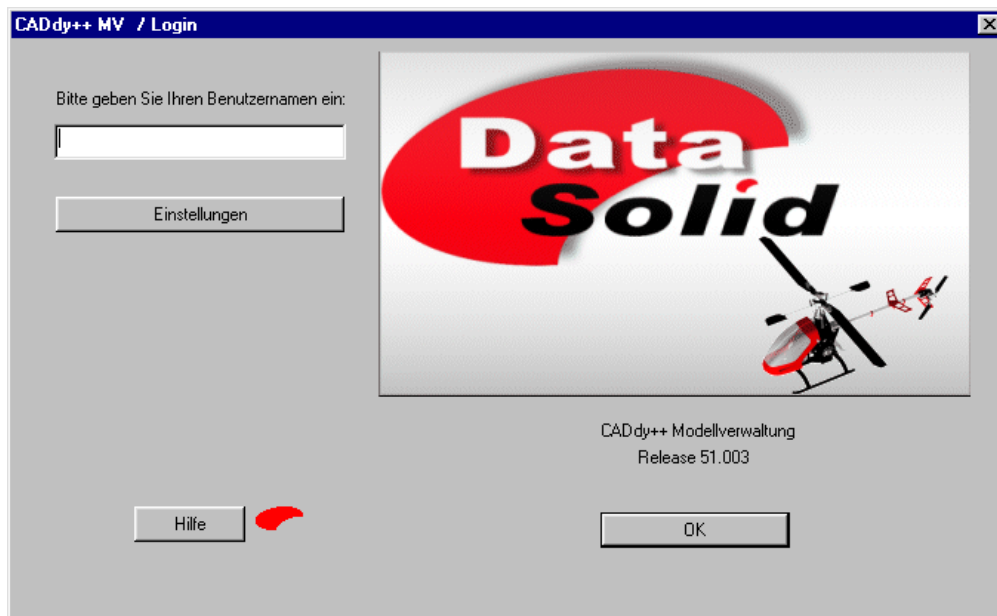 CADdy++ MV / Login
Bitte geben Sie Ihren Benutzernamen ein:
Einstellungen
Data
Solid
CADdy++ Modellverwaltung
Release 51.003
Hilfe
OK